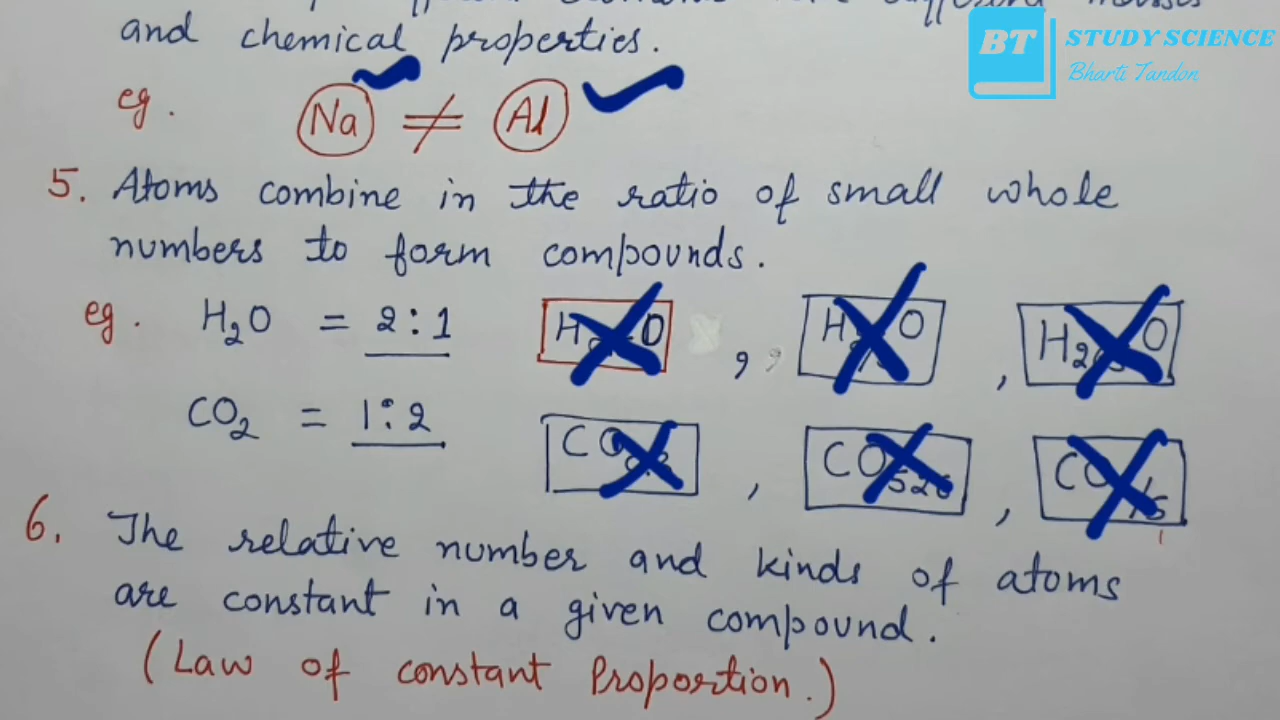 and chemical properties.
BT STUDY SCIENCE
Bharti Tandon
eg. Na ≠ Al
5. Atoms combine in the ratio of small whole
numbers to form compounds.
eg. H₂O = 2:1
CO₂ = 1:2
6. The relative number and kinds of atoms
are constant in a given compound.
(Law of constant Proportion.)